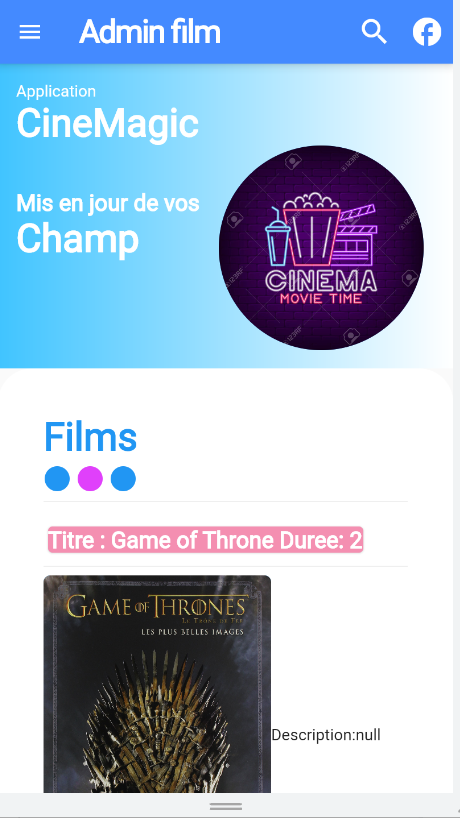 Admin film
Application
CineMagic
Mis en jour de vos
Champ
CINEMA
MOVIE TIME
Films
Titre : Game of Throne Duree: 2
GAME OF THRONES
LE TRÔNE DE FER
LES PLUS BELLES IMAGES
Description:null